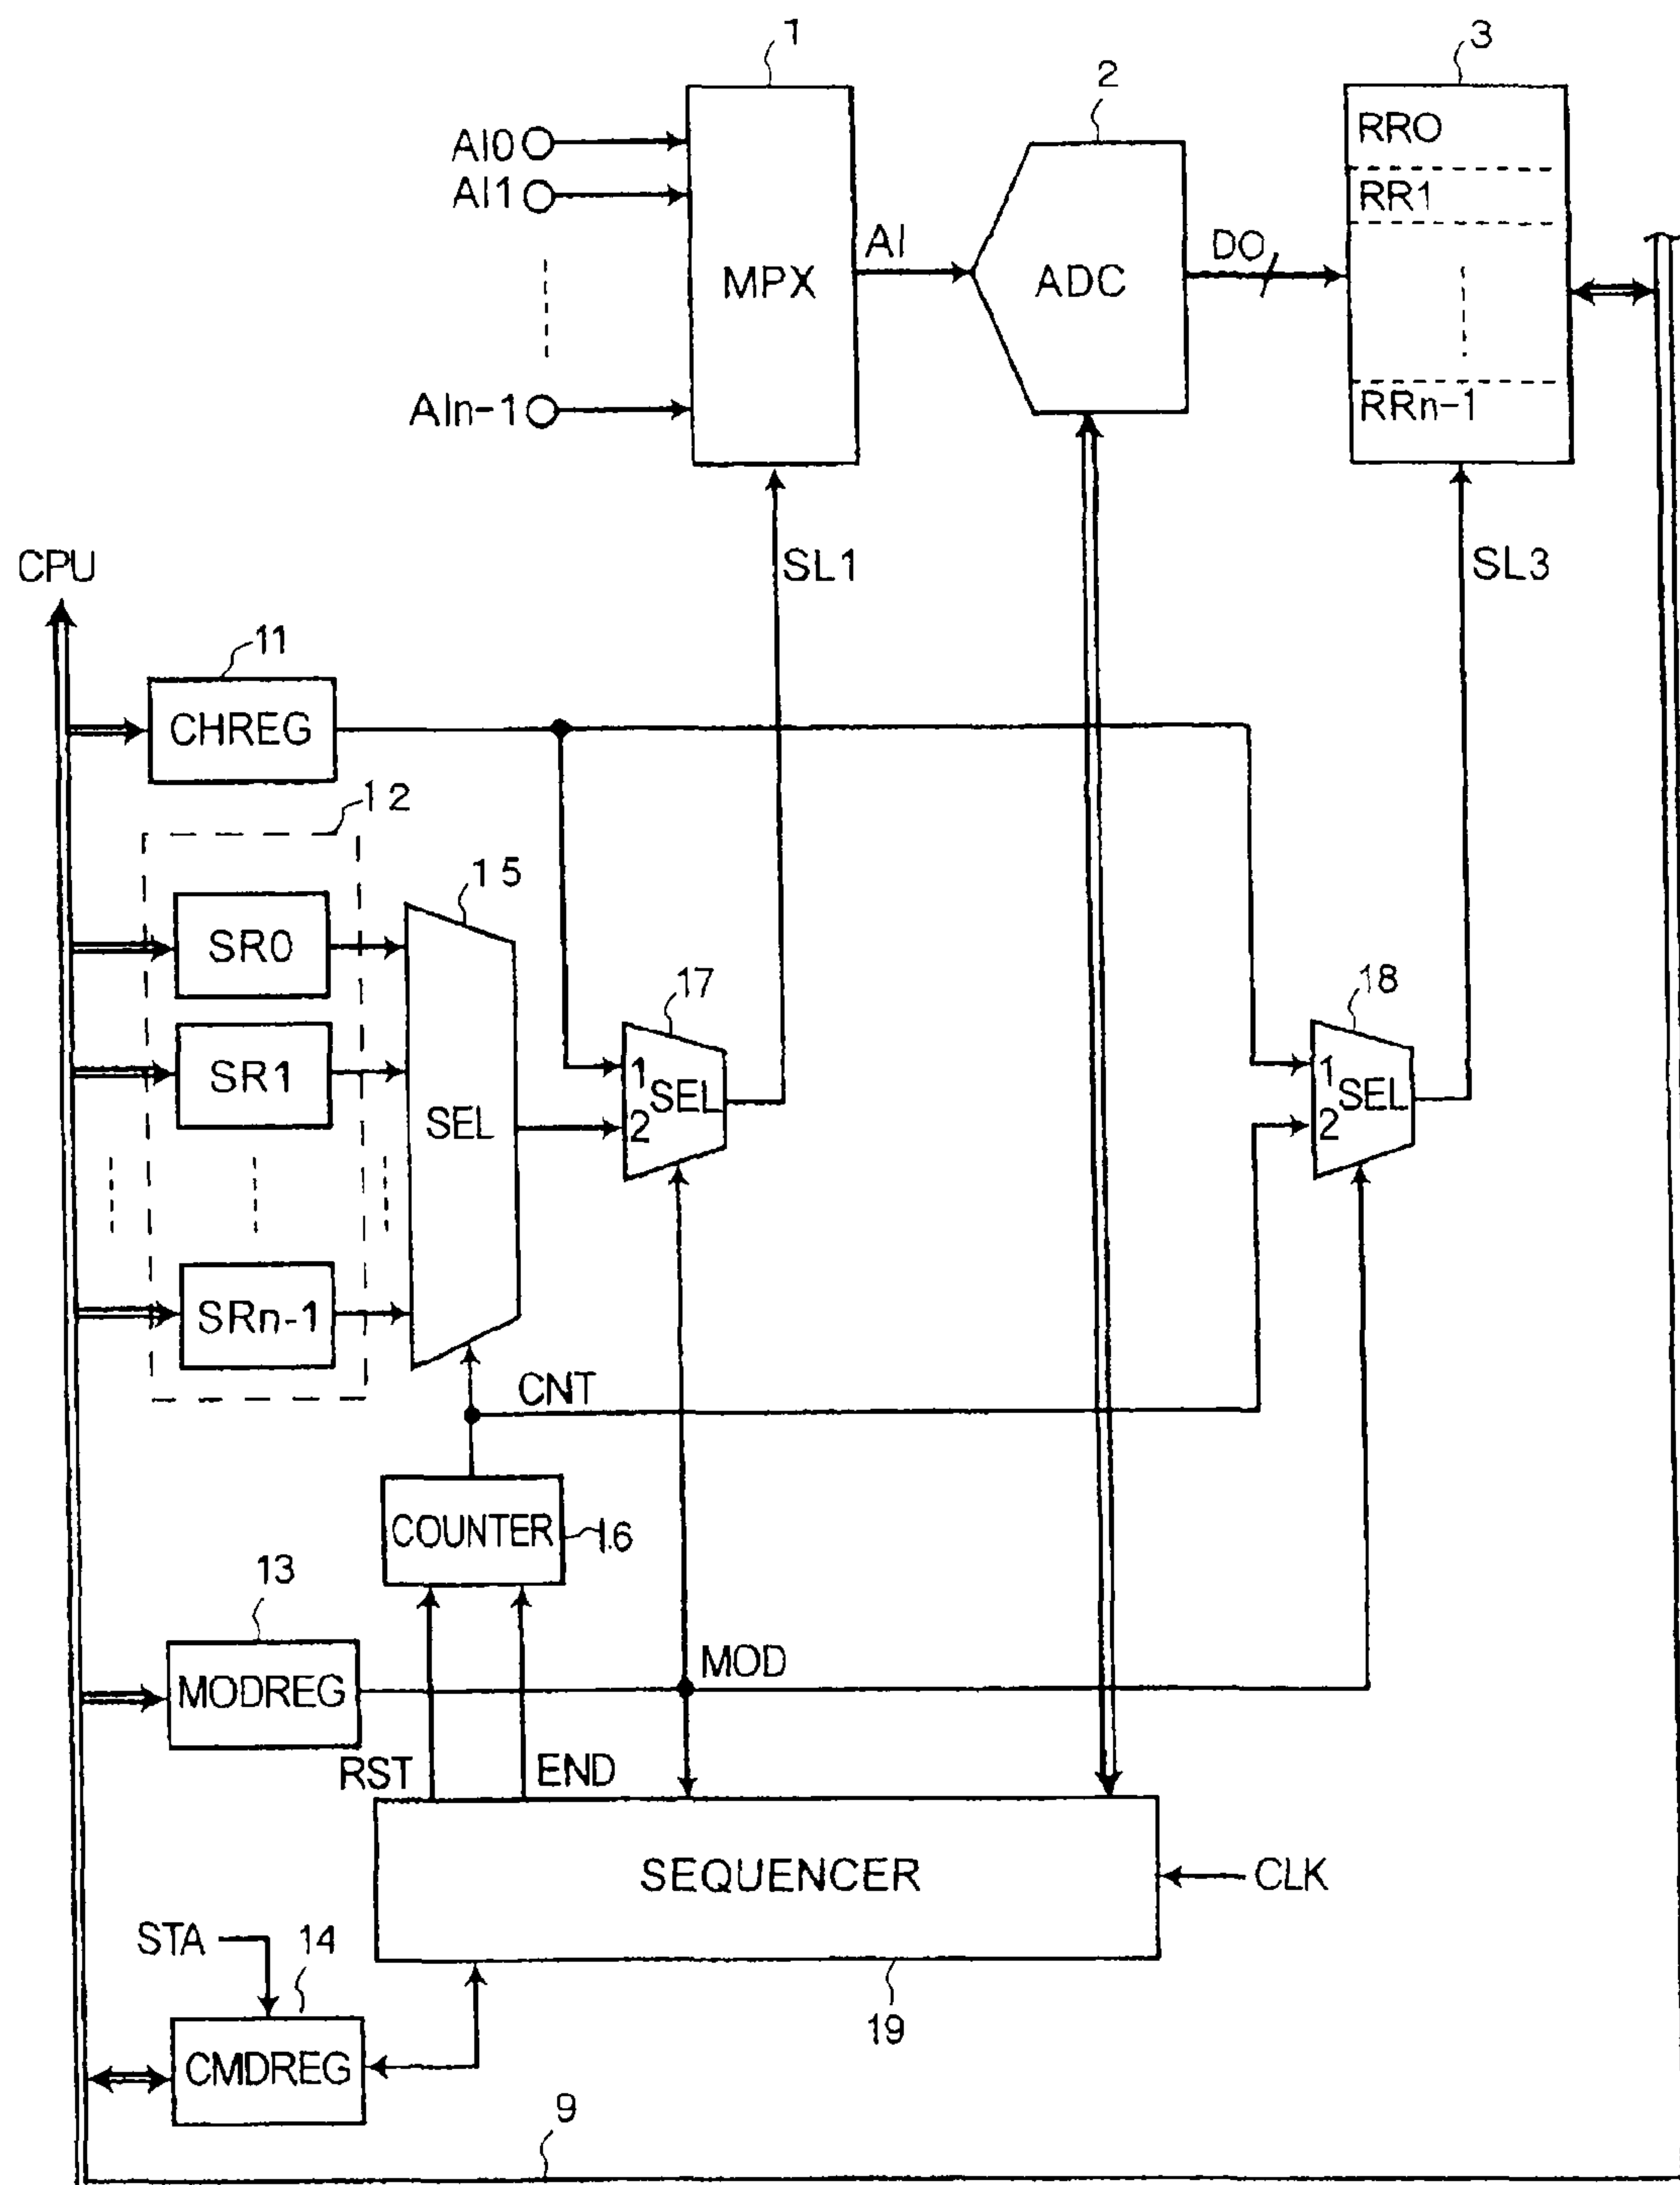 1
2
3
AI0
AI1
AIn-1
MPX
AI
ADC
DO
RR0
RR1
RRn-1
CPU
SL1
SL3
11
CHREG
12
15
SR0
SR1
SRn-1
SEL
17
1
SEL
2
18
1
SEL
2
CNT
COUNTER
16
13
MODREG
MOD
RST
END
SEQUENCER
CLK
STA
14
CMDREG
19
9